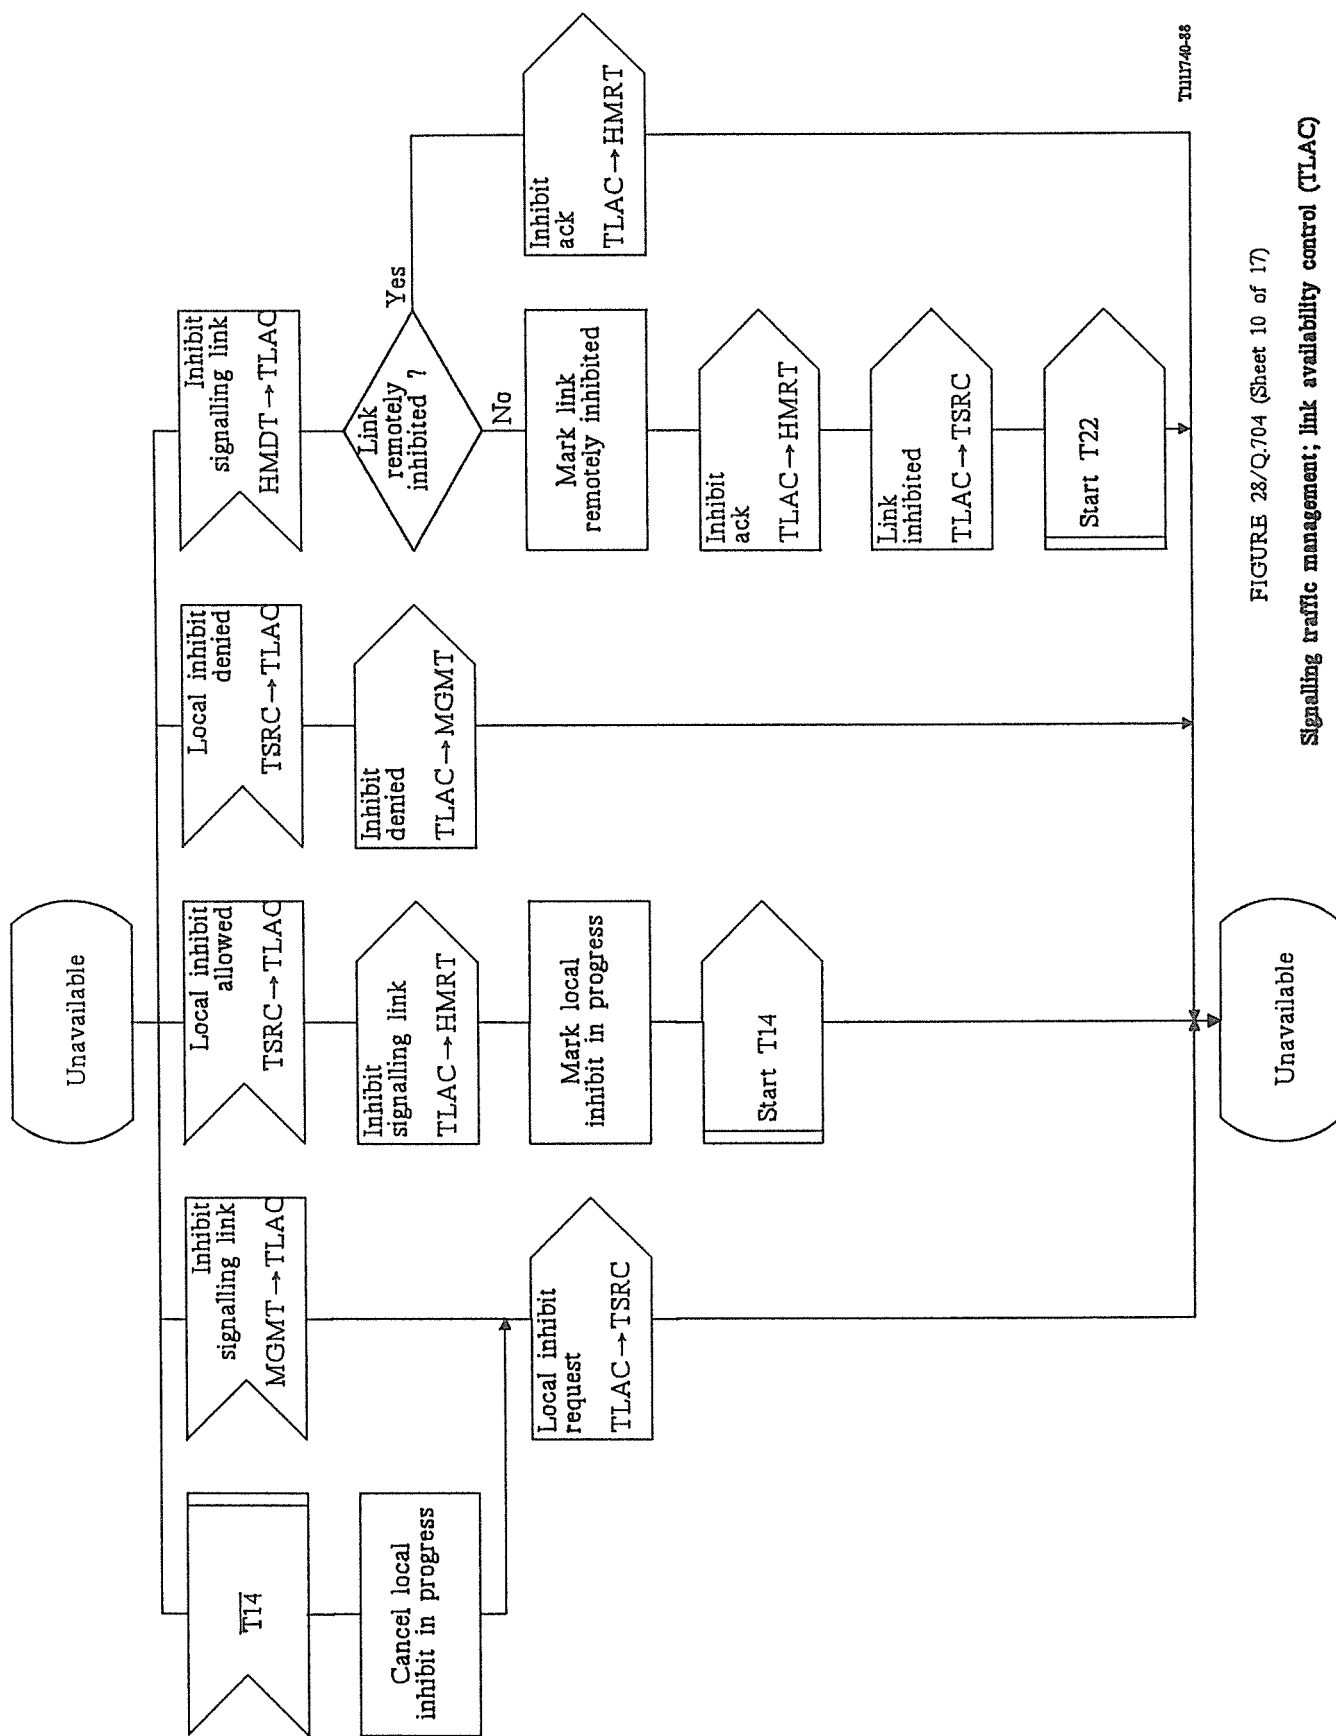 Unavailable
T14
Cancel local
inhibit in progress
Inhibit
signalling link
MGMT→TLAC
Local inhibit
request
TLAC→TSRC
Local inhibit
allowed
TSRC→TLAC
Inhibit
signalling link
TLAC→HMRT
Mark local
inhibit in progress
Start T14
Local inhibit
denied
TSRC→TLAC
Inhibit
denied
TLAC→MGMT
Inhibit
signalling link
HMDT→TLAC
Link
remotely
inhibited ?
Yes
No
Inhibit
ack
TLAC→HMRT
Mark link
remotely inhibited
Inhibit
ack
TLAC→HMRT
Link
inhibited
TLAC→TSRC
Start T22
Unavailable
T1111740-88
FIGURE 28/Q.704 (Sheet 10 of 17)
Signalling traffic management; link availability control (TLAC)